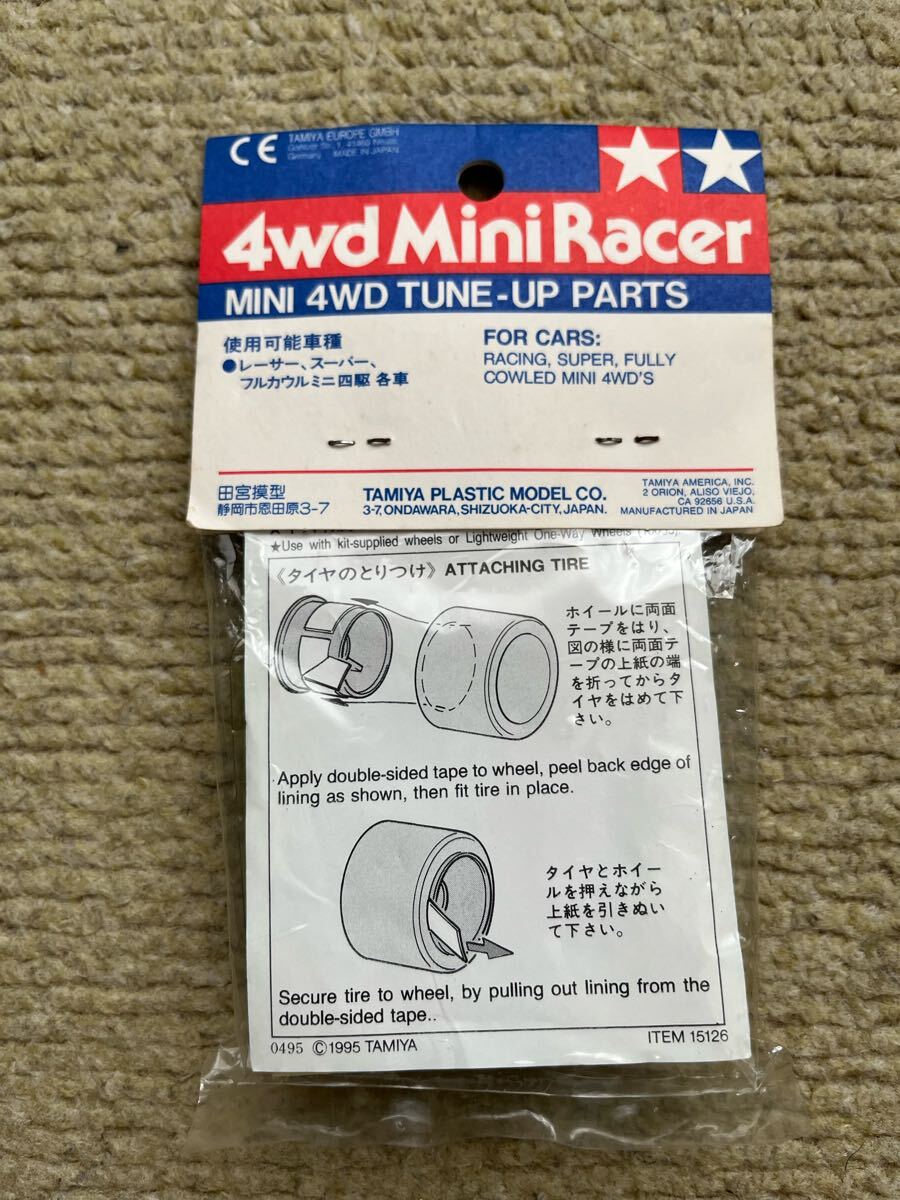 CE TAMIYA EUROPE GMBH
Germany MADE IN JAPAN
4wd Mini Racer
MINI 4WD TUNE-UP PARTS
使用可能車種
●レーサー、スーパー、
フルカウルミニ四駆 各車
FOR CARS:
RACING, SUPER, FULLY
COWLED MINI 4WD'S
田宮模型
静岡市恩田原3-7
TAMIYA PLASTIC MODEL CO.
3-7, ONDAWARA, SHIZUOKA-CITY, JAPAN.
TAMIYA AMERICA, INC.
2 ORION, ALISO VIEJO,
CA 92656 U.S.A.
MANUFACTURED IN JAPAN
★Use with kit-supplied wheels or Lightweight One-Way Wheels
《タイヤのとりつけ》 ATTACHING TIRE
ホイールに両面
テープをはり、
図の様に両面テ
ープの上紙の端
を折ってからタ
イヤをはめて下
さい。
Apply double-sided tape to wheel, peel back edge of
lining as shown, then fit tire in place.
タイヤとホイー
ルを押えながら
上紙を引きぬい
て下さい。
Secure tire to wheel, by pulling out lining from the
double-sided tape..
0495 ©1995 TAMIYA
ITEM 15126